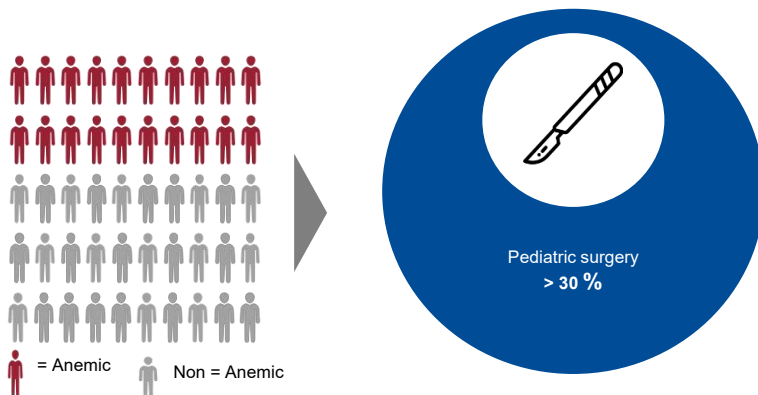 Pediatric surgery
> 30 %
= Anemic
Non = Anemic